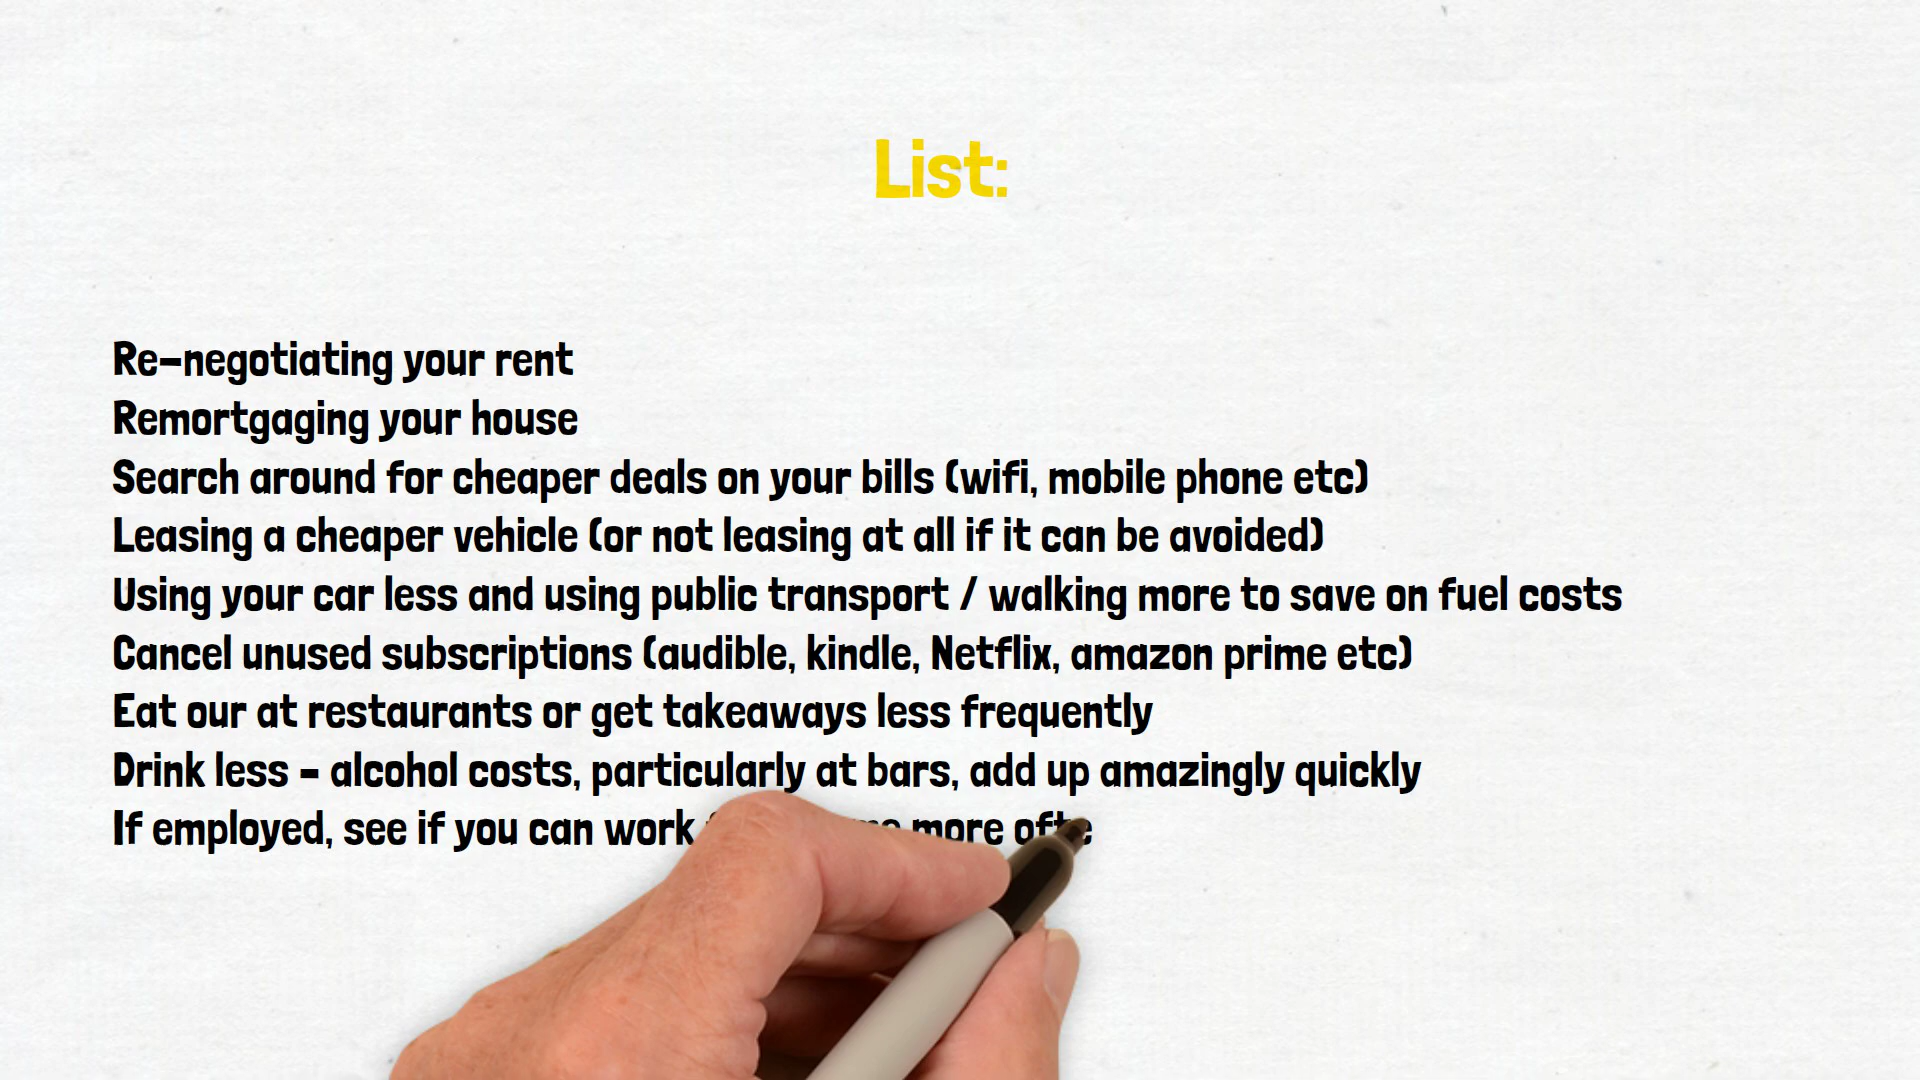 List:
Re-negotiating your rent
Remortgaging your house
Search around for cheaper deals on your bills (wifi, mobile phone etc)
Leasing a cheaper vehicle (or not leasing at all if it can be avoided)
Using your car less and using public transport / walking more to save on fuel costs
Cancel unused subscriptions (audible, kindle, Netflix, amazon prime etc)
Eat our at restaurants or get takeaways less frequently
Drink less - alcohol costs, particularly at bars, add up amazingly quickly
If employed, see if you can work more ofte